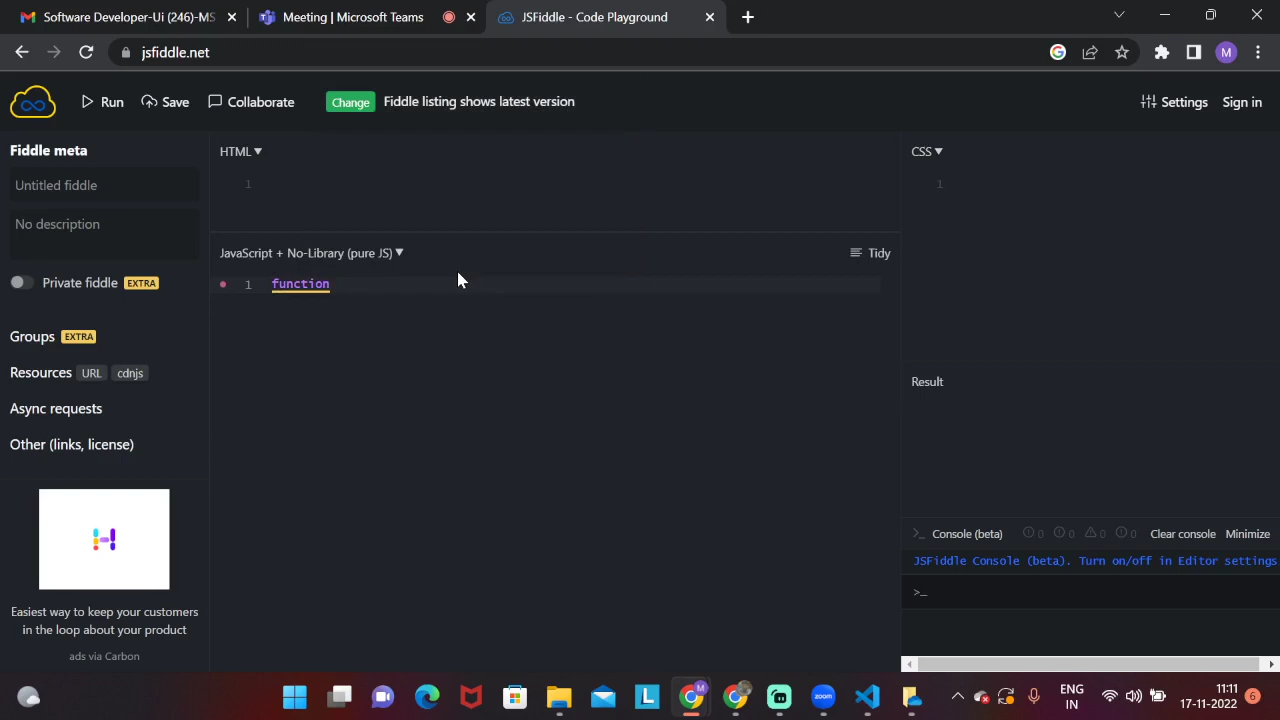 Software Developer-Ui (246)-MS
Meeting | Microsoft Teams
JSFiddle - Code Playground
jsfiddle.net
M
Run
Save
Collaborate
Change
Fiddle listing shows latest version
Settings
Sign in
Fiddle meta
Untitled fiddle
No description
Private fiddle EXTRA
Groups EXTRA
Resources URL cdnjs
Async requests
Other (links, license)
Easiest way to keep your customers
in the loop about your product
ads via Carbon
HTML
1
JavaScript + No-Library (pure JS)
Tidy
1 function
CSS
1
Result
>_ Console (beta) 0 0 0 0 Clear console Minimize
JSFiddle Console (beta). Turn on/off in Editor settings
>_
L
M
zoom
ENG
IN
11:11
17-11-2022
6